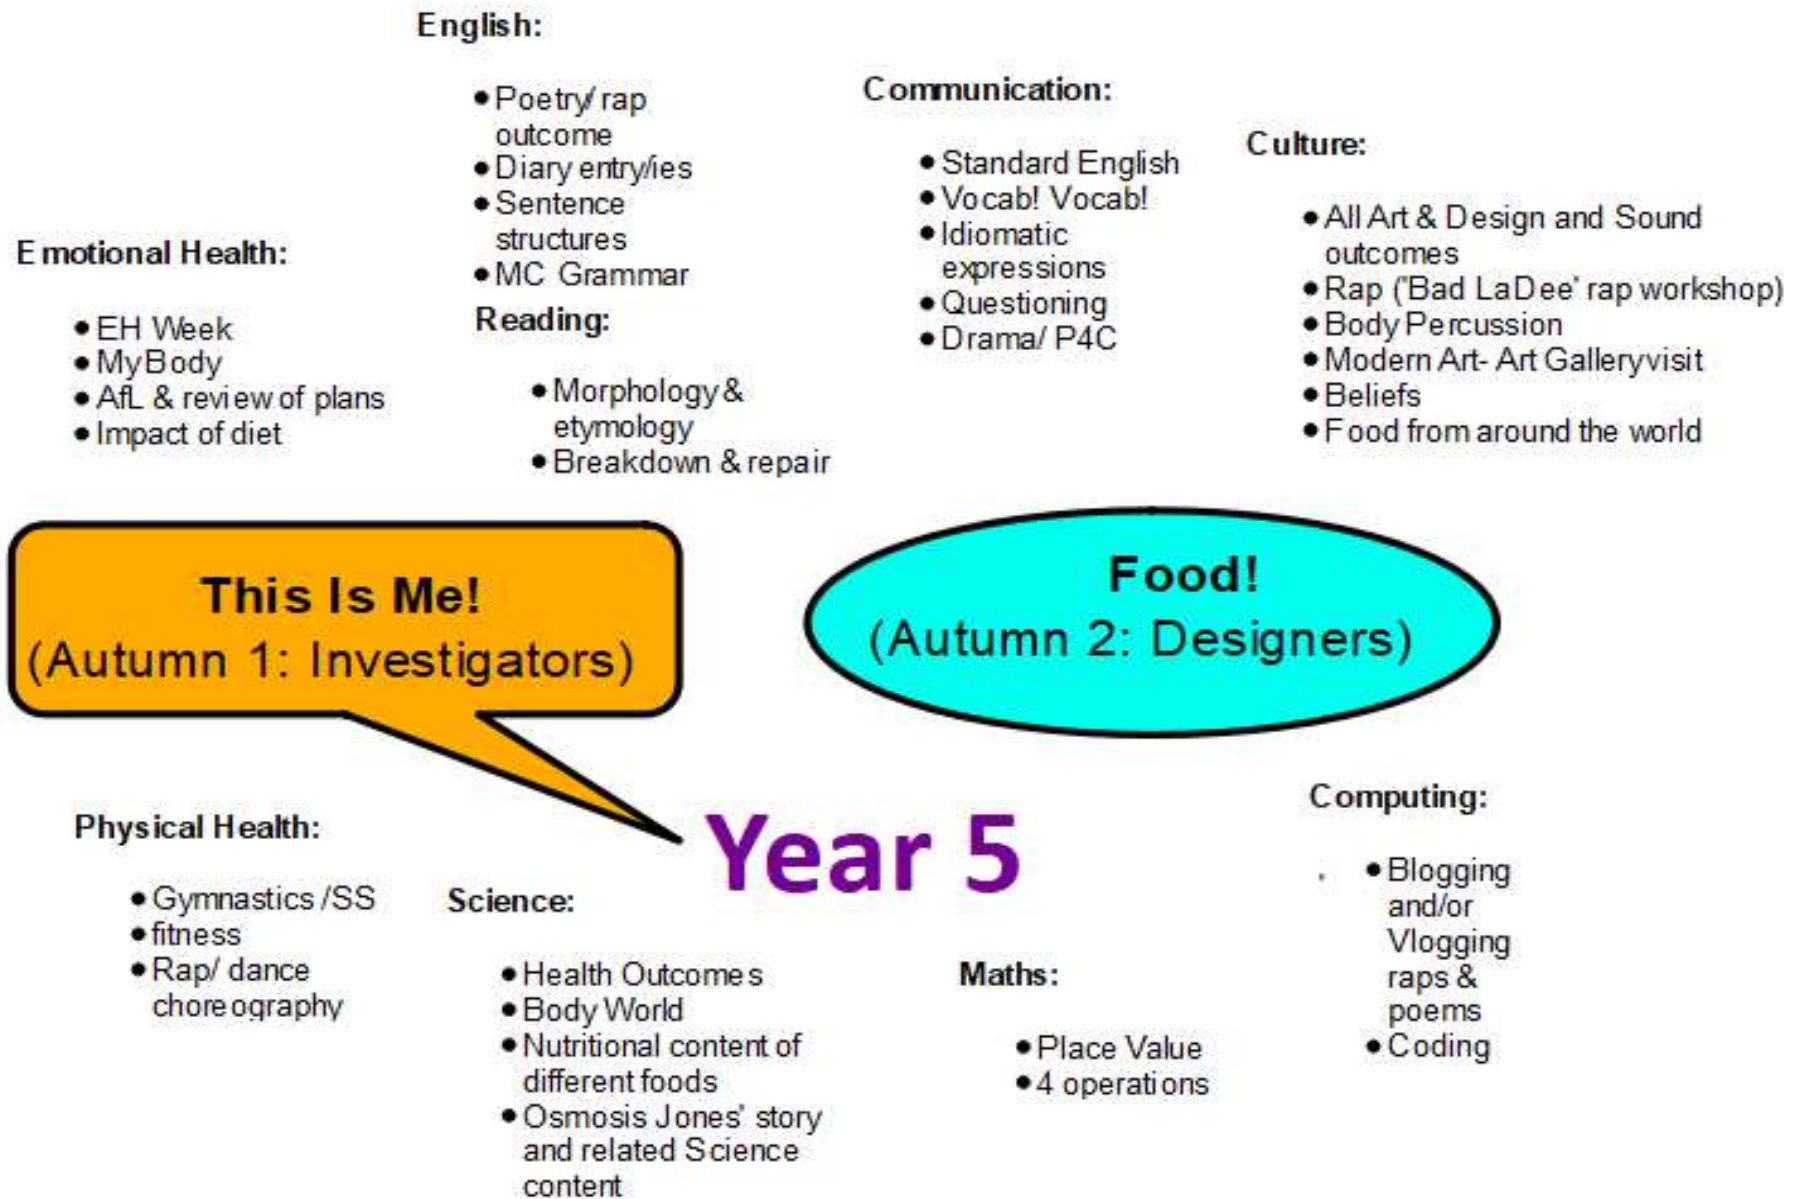 English:
• Poetry/ rap
outcome
• Diary entry/ies
• Sentence
structures
• MC Grammar
Reading:
• Morphology &
etymology
• Breakdown & repair
Communication:
• Standard English
• Vocab! Vocab!
• Idiomatic
expressions
• Questioning
• Drama/ P4C
Culture:
• All Art & Design and Sound
outcomes
• Rap ('Bad LaDee' rap workshop)
• Body Percussion
• Modern Art- Art Gallery visit
• Beliefs
• Food from around the world
Emotional Health:
• EH Week
• My Body
• AfL & review of plans
• Impact of diet
This Is Me!
(Autumn 1: Investigators)
Food!
(Autumn 2: Designers)
Year 5
Physical Health:
• Gymnastics /SS
• fitness
• Rap/ dance
choreography
Science:
• Health Outcomes
• Body World
• Nutritional content of
different foods
• Osmosis Jones' story
and related Science
content
Maths:
• Place Value
• 4 operations
Computing:
• Blogging
and/or
Vlogging
raps &
poems
• Coding